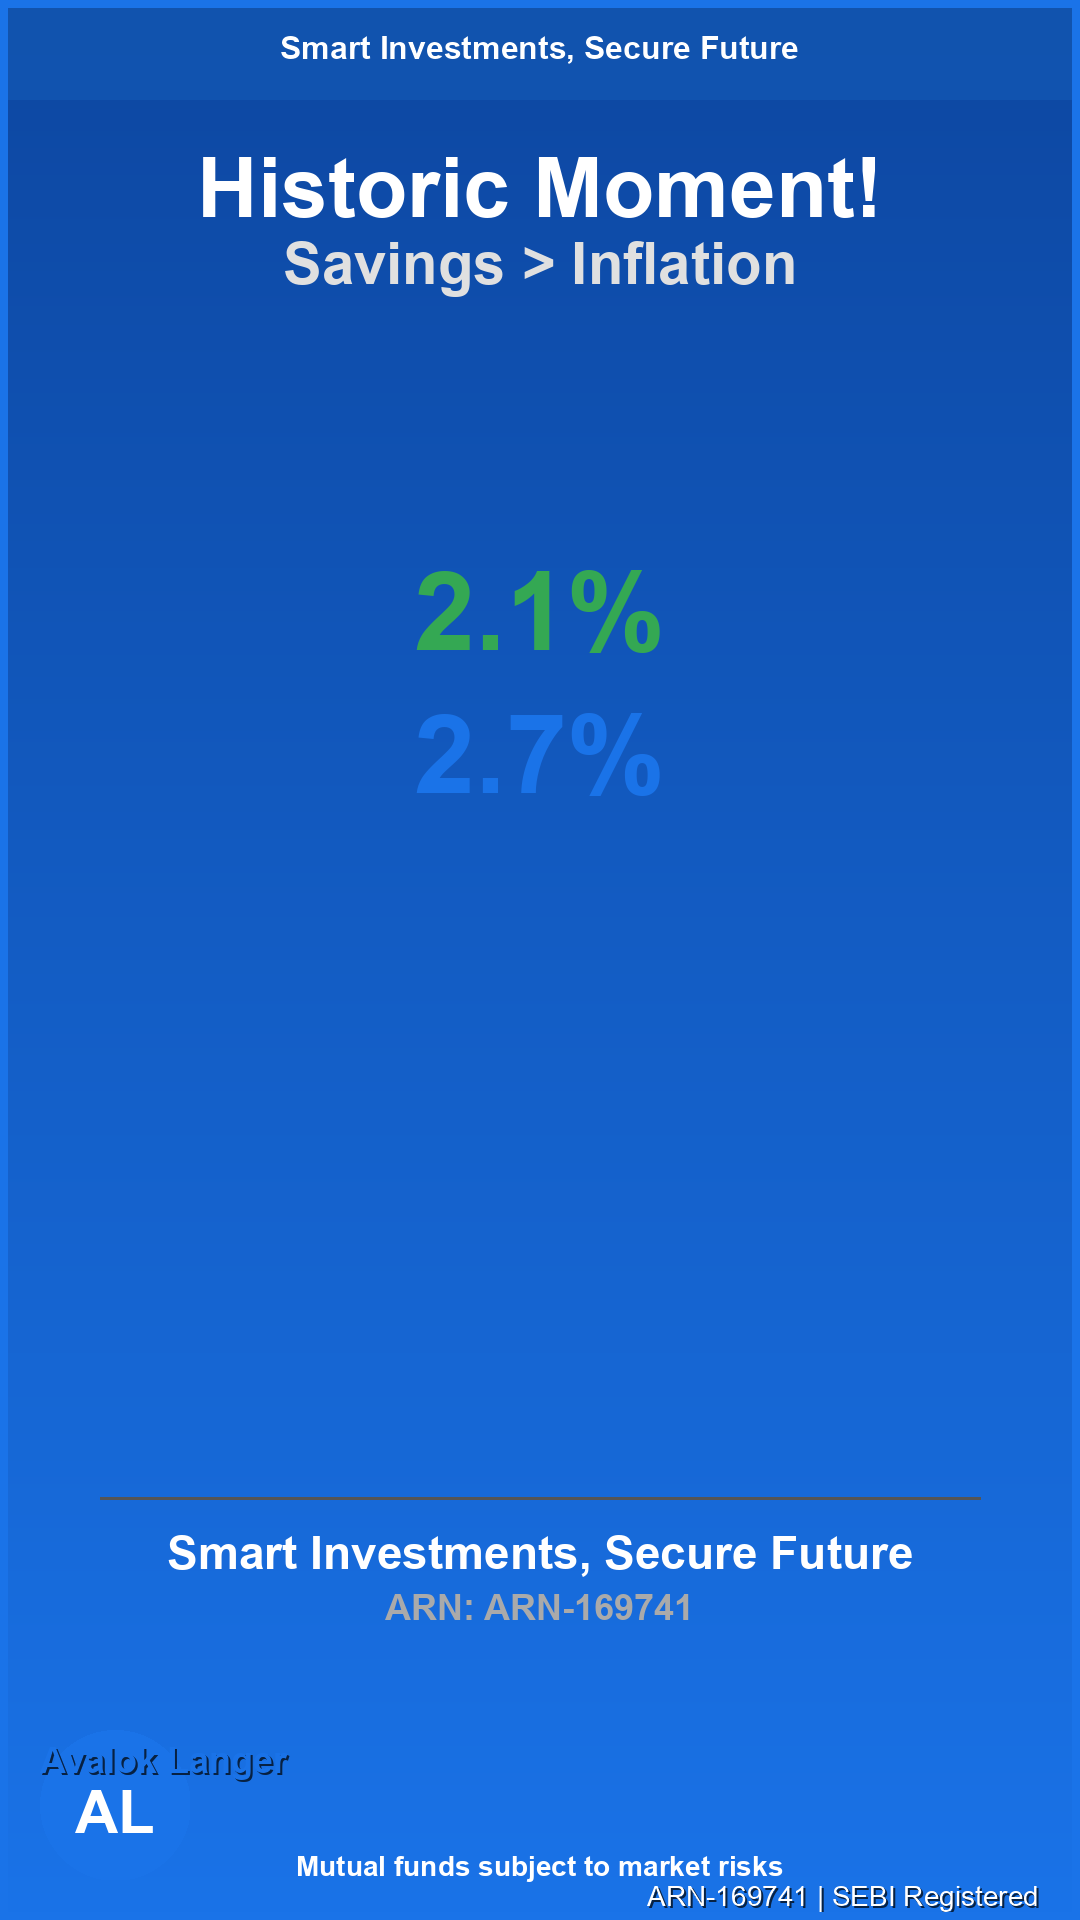 Smart Investments, Secure Future
Historic Moment!
Savings > Inflation
2.1%
2.7%
Smart Investments, Secure Future
ARN: ARN-169741
Avalok Langer
AL
Mutual funds subject to market risks
ARN-169741 | SEBI Registered